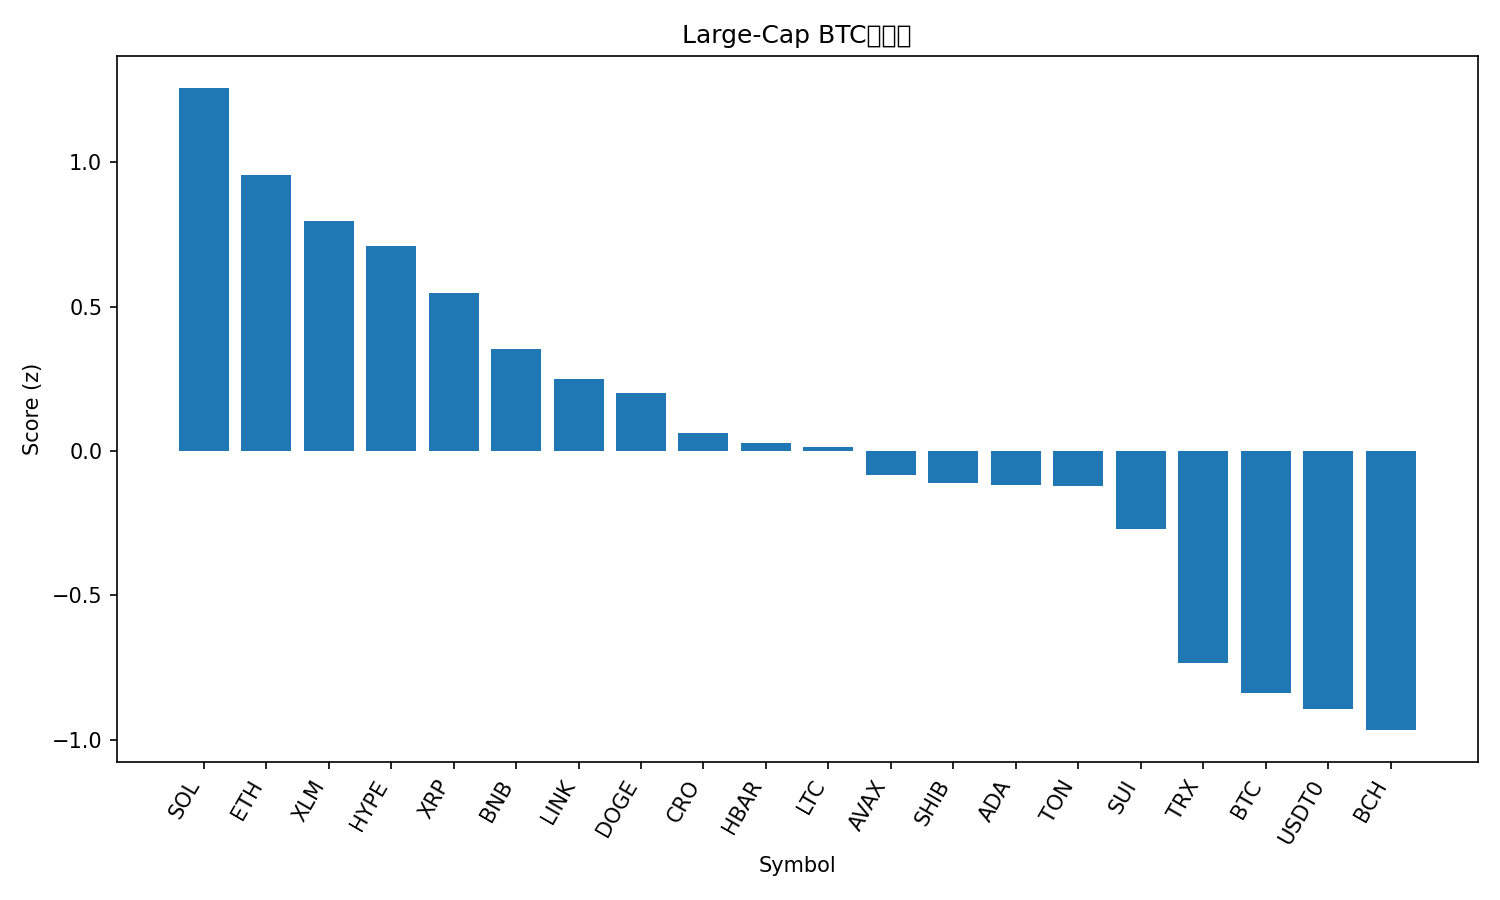 Large-Cap BTC
1.0
0.5
0.0
−0.5
−1.0
Score (z)
SOL
ETH
XLM
HYPE
XRP
BNB
LINK
DOGE
CRO
HBAR
LTC
AVAX
SHIB
ADA
TON
SUI
TRX
BTC
USDT0
BCH
Symbol